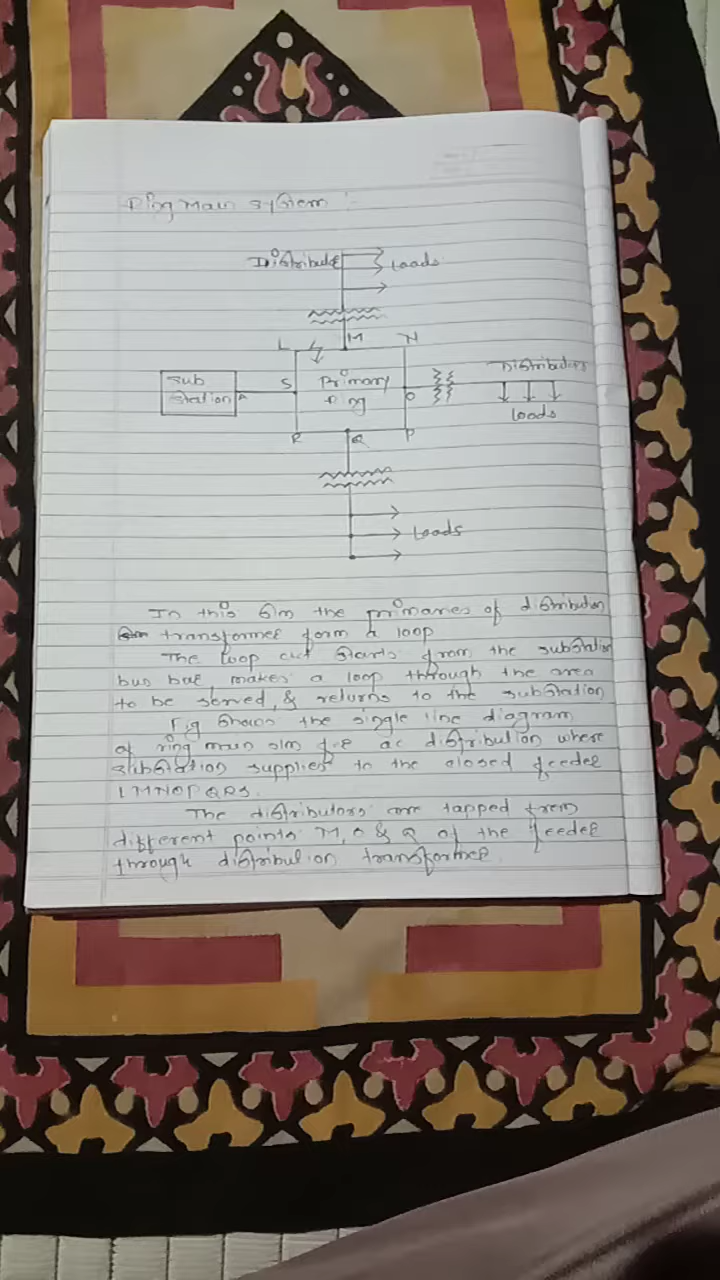 Ring main system :-
Distributor
Loads
L M N
Sub
station A
S
Primary
Ring
O
Distributors
Loads
R Q P
Loads
In this s/m the primaries of distribution
transformer form a loop
The loop ckt starts from the substation
bus bar makes a loop through the area
to be served, & returns to the substation
Fig shows the single line diagram
of ring main s/m for ac distribution where
substation supplies to the closed feeder
LMNOPQRS.
The distributors are tapped from
different points M, O & Q of the feeder
through distribution transformer